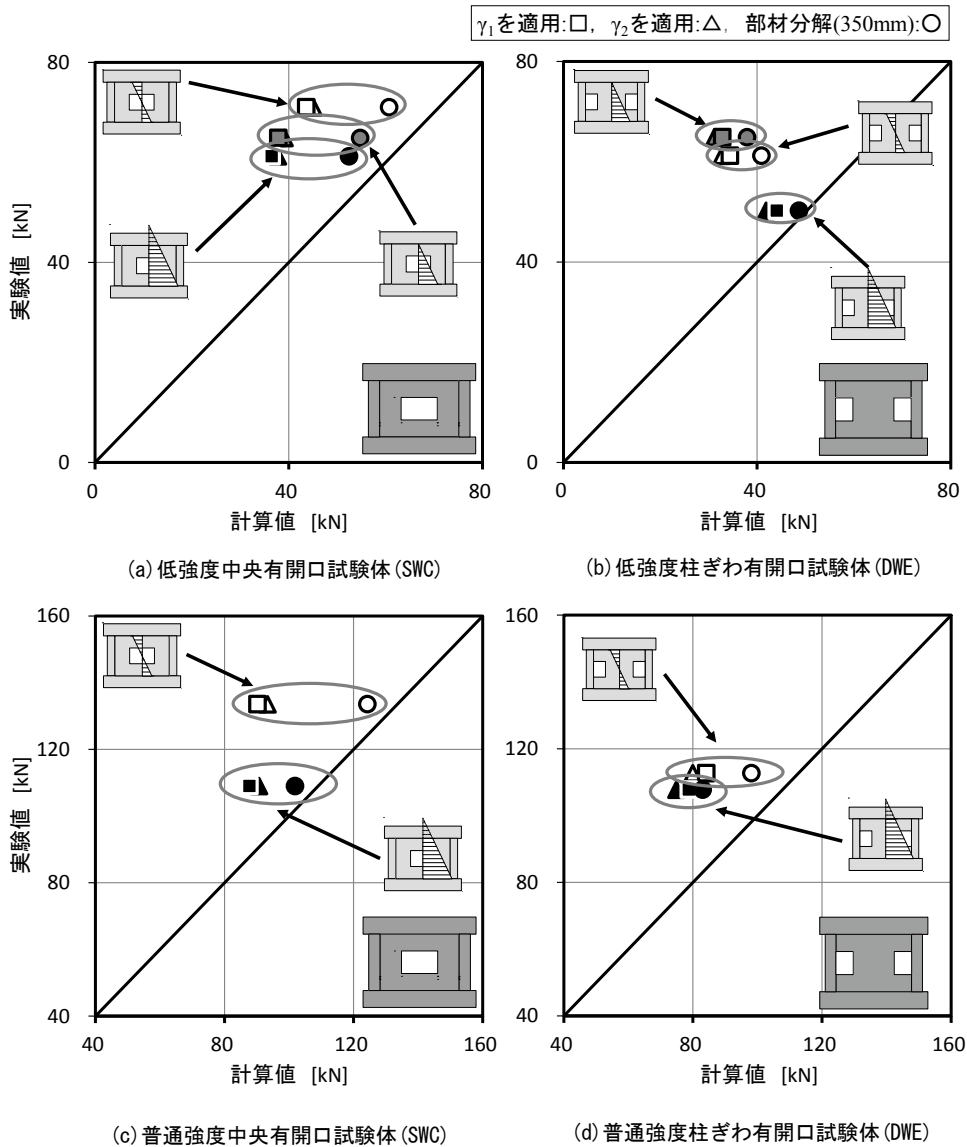 γ1を適用:□, γ2を適用:△, 部材分解(350mm):○
80
40
0
0
40
80
実験値 [kN]
計算値 [kN]
(a)低強度中央有開口試験体(SWC)
80
40
0
0
40
80
計算値 [kN]
(b)低強度柱ぎわ有開口試験体(DWE)
160
120
80
40
40
80
120
160
実験値 [kN]
計算値 [kN]
(c)普通強度中央有開口試験体(SWC)
160
120
80
40
40
80
120
160
計算値 [kN]
(d)普通強度柱ぎわ有開口試験体(DWE)